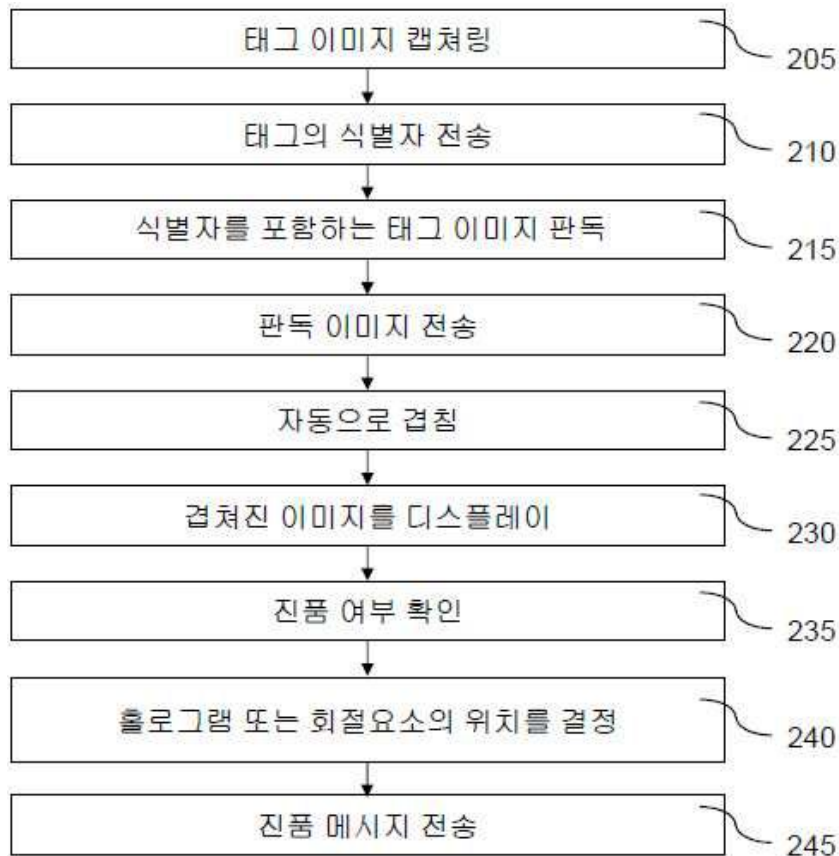 태그 이미지 캡쳐링
205
태그의 식별자 전송
210
식별자를 포함하는 태그 이미지 판독
215
판독 이미지 전송
220
자동으로 겹침
225
겹쳐진 이미지를 디스플레이
230
진품 여부 확인
235
홀로그램 또는 회절요소의 위치를 결정
240
진품 메시지 전송
245